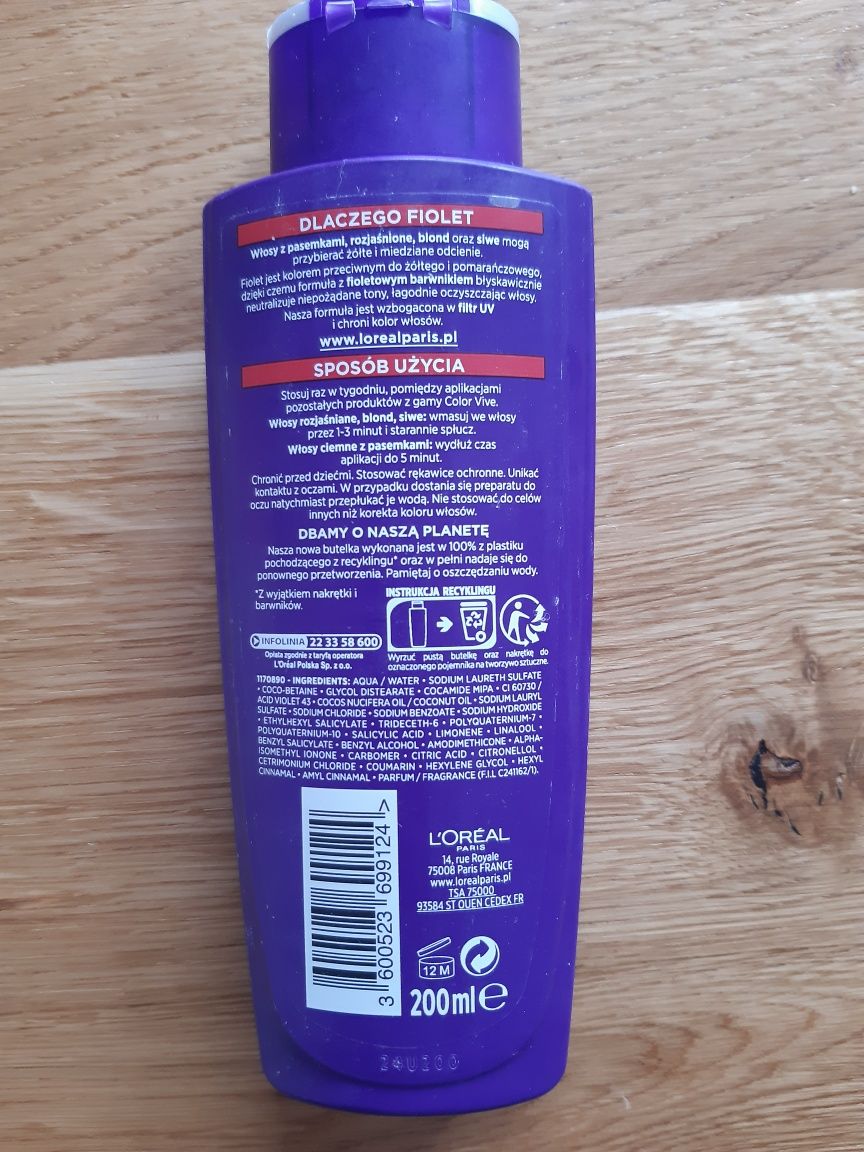 DLACZEGO FIOLET
Włosy z pasemkami, rozjaśnione, blond oraz siwe mogą
przybierać żółte i miedziane odcienie.
Fiolet jest kolorem przeciwnym do żółtego i pomarańczowego,
dzięki czemu formuła z fioletowym barwnikiem błyskawicznie
neutralizuje niepożądane tony, łagodnie oczyszczając włosy.
Nasza formuła jest wzbogacona w filtr UV
i chroni kolor włosów.
www.lorealparis.pl
SPOSÓB UŻYCIA
Stosuj raz w tygodniu, pomiędzy aplikacjami
pozostałych produktów z gamy Color Vive.
Włosy rozjaśniane, blond, siwe: wmasuj we włosy
przez 1-3 minut i starannie spłucz.
Włosy ciemne z pasemkami: wydłuż czas
aplikacji do 5 minut.
Chronić przed dziećmi. Stosować rękawice ochronne. Unikać
kontaktu z oczami. W przypadku dostania się preparatu do
oczu natychmiast przepłukać je wodą. Nie stosować do celów
innych niż korekta koloru włosów.
DBAMY O NASZĄ PLANETĘ
Nasza nowa butelka wykonana jest w 100% z plastiku
pochodzącego z recyklingu* oraz w pełni nadaje się do
ponownego przetworzenia. Pamiętaj o oszczędzaniu wody.
*Z wyjątkiem nakrętki i
barwników.
INSTRUKCJA RECYKLINGU
INFOLINIA 22 33 58 600
Opłata zgodnie z taryfą operatora
L'Oréal Polska Sp. z o.o.
Wyrzuć pustą butelkę oraz nakrętkę do
oznaczonego pojemnika na tworzywo sztuczne.
1170890 - INGREDIENTS: AQUA / WATER • SODIUM LAURETH SULFATE
• COCO-BETAINE • GLYCOL DISTEARATE • COCAMIDE MIPA • CI 60730 /
ACID VIOLET 43 • COCOS NUCIFERA OIL / COCONUT OIL • SODIUM LAURYL
SULFATE • SODIUM CHLORIDE • SODIUM BENZOATE • SODIUM HYDROXIDE
• ETHYLHEXYL SALICYLATE • TRIDECETH-6 • POLYQUATERNIUM-7 •
POLYQUATERNIUM-10 • SALICYLIC ACID • LIMONENE • LINALOOL •
BENZYL SALICYLATE • BENZYL ALCOHOL • AMODIMETHICONE • ALPHA-
ISOMETHYL IONONE • CARBOMER • CITRIC ACID • CITRONELLOL •
CETRIMONIUM CHLORIDE • COUMARIN • HEXYLENE GLYCOL • HEXYL
CINNAMAL • AMYL CINNAMAL • PARFUM / FRAGRANCE (F.I.L C241162/1).
3 600523 699124 >
L'ORÉAL
PARIS
14, rue Royale
75008 Paris FRANCE
www.lorealparis.pl
TSA 75000
93584 ST OUEN CEDEX FR
12 M
200 ml e
24U200